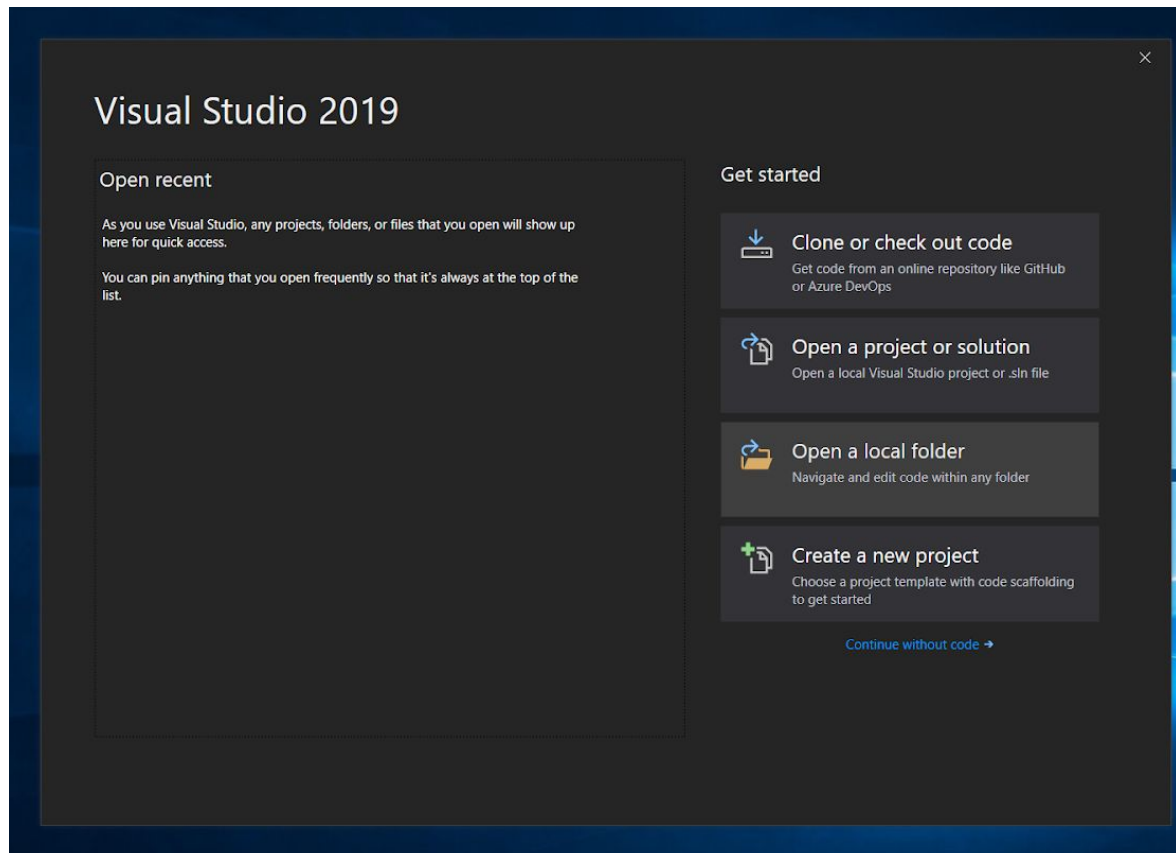 Visual Studio 2019
Open recent
As you use Visual Studio, any projects, folders, or files that you open will show up
here for quick access.
You can pin anything that you open frequently so that it's always at the top of the
list.
Get started
Clone or check out code
Get code from an online repository like GitHub
or Azure DevOps
Open a project or solution
Open a local Visual Studio project or .sln file
Open a local folder
Navigate and edit code within any folder
Create a new project
Choose a project template with code scaffolding
to get started
Continue without code →